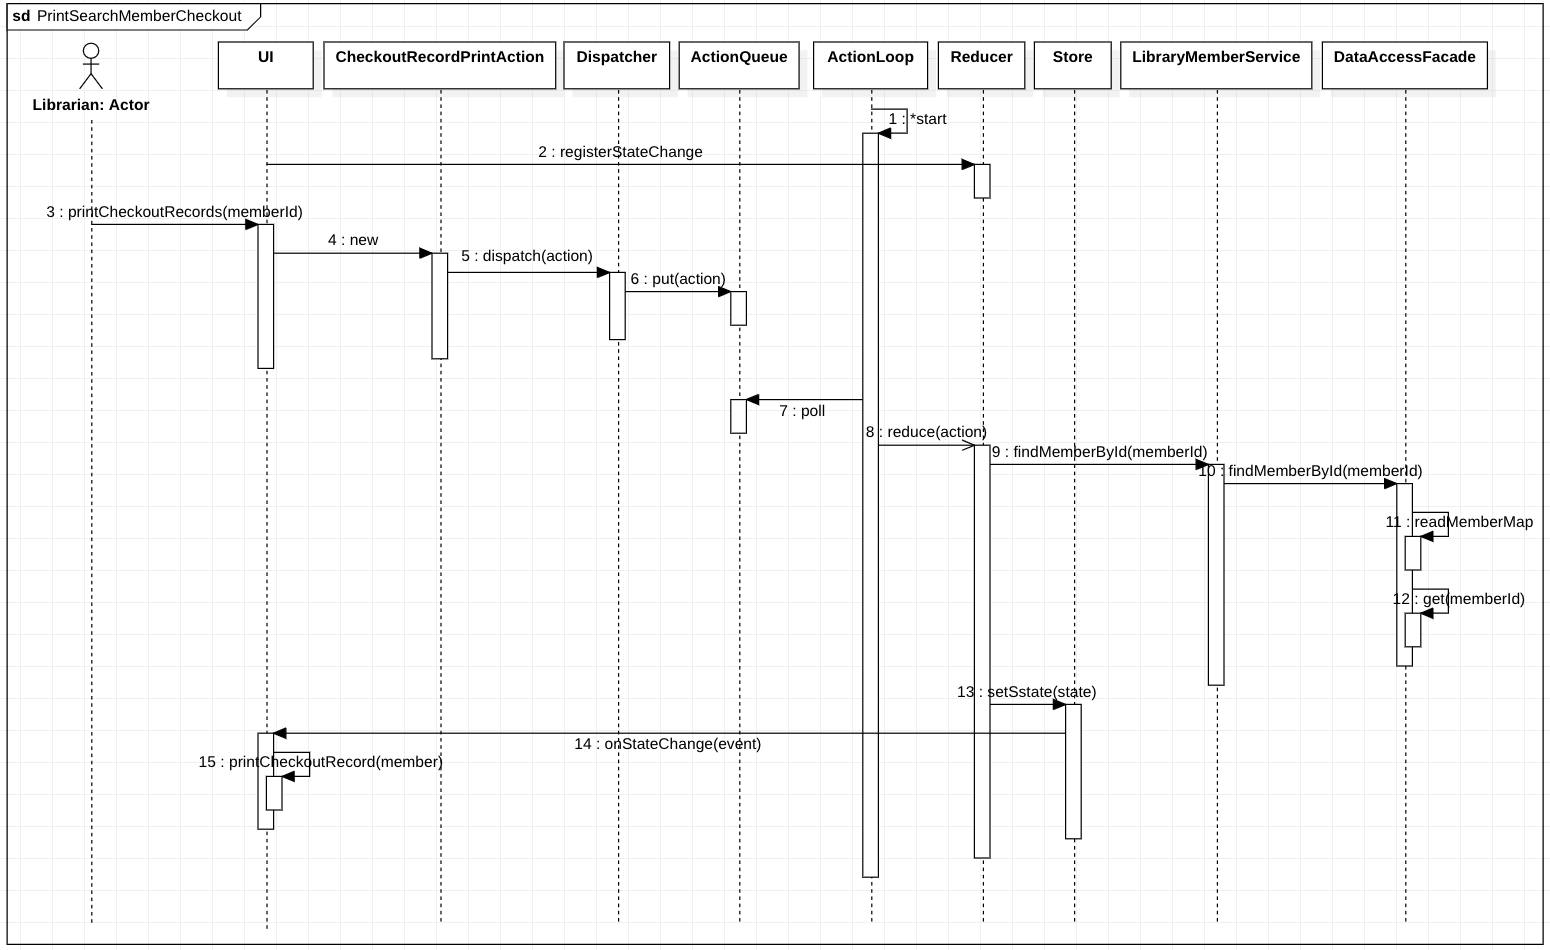 sd PrintSearchMemberCheckout
Librarian: Actor
UI
CheckoutRecordPrintAction
Dispatcher
ActionQueue
ActionLoop
Reducer
Store
LibraryMemberService
DataAccessFacade
1 : *start
2 : registerStateChange
3 : printCheckoutRecords(memberId)
4 : new
5 : dispatch(action)
6 : put(action)
7 : poll
8 : reduce(action)
9 : findMemberById(memberId)
10 : findMemberById(memberId)
11 : readMemberMap
12 : get(memberId)
13 : setSstate(state)
14 : onStateChange(event)
15 : printCheckoutRecord(member)